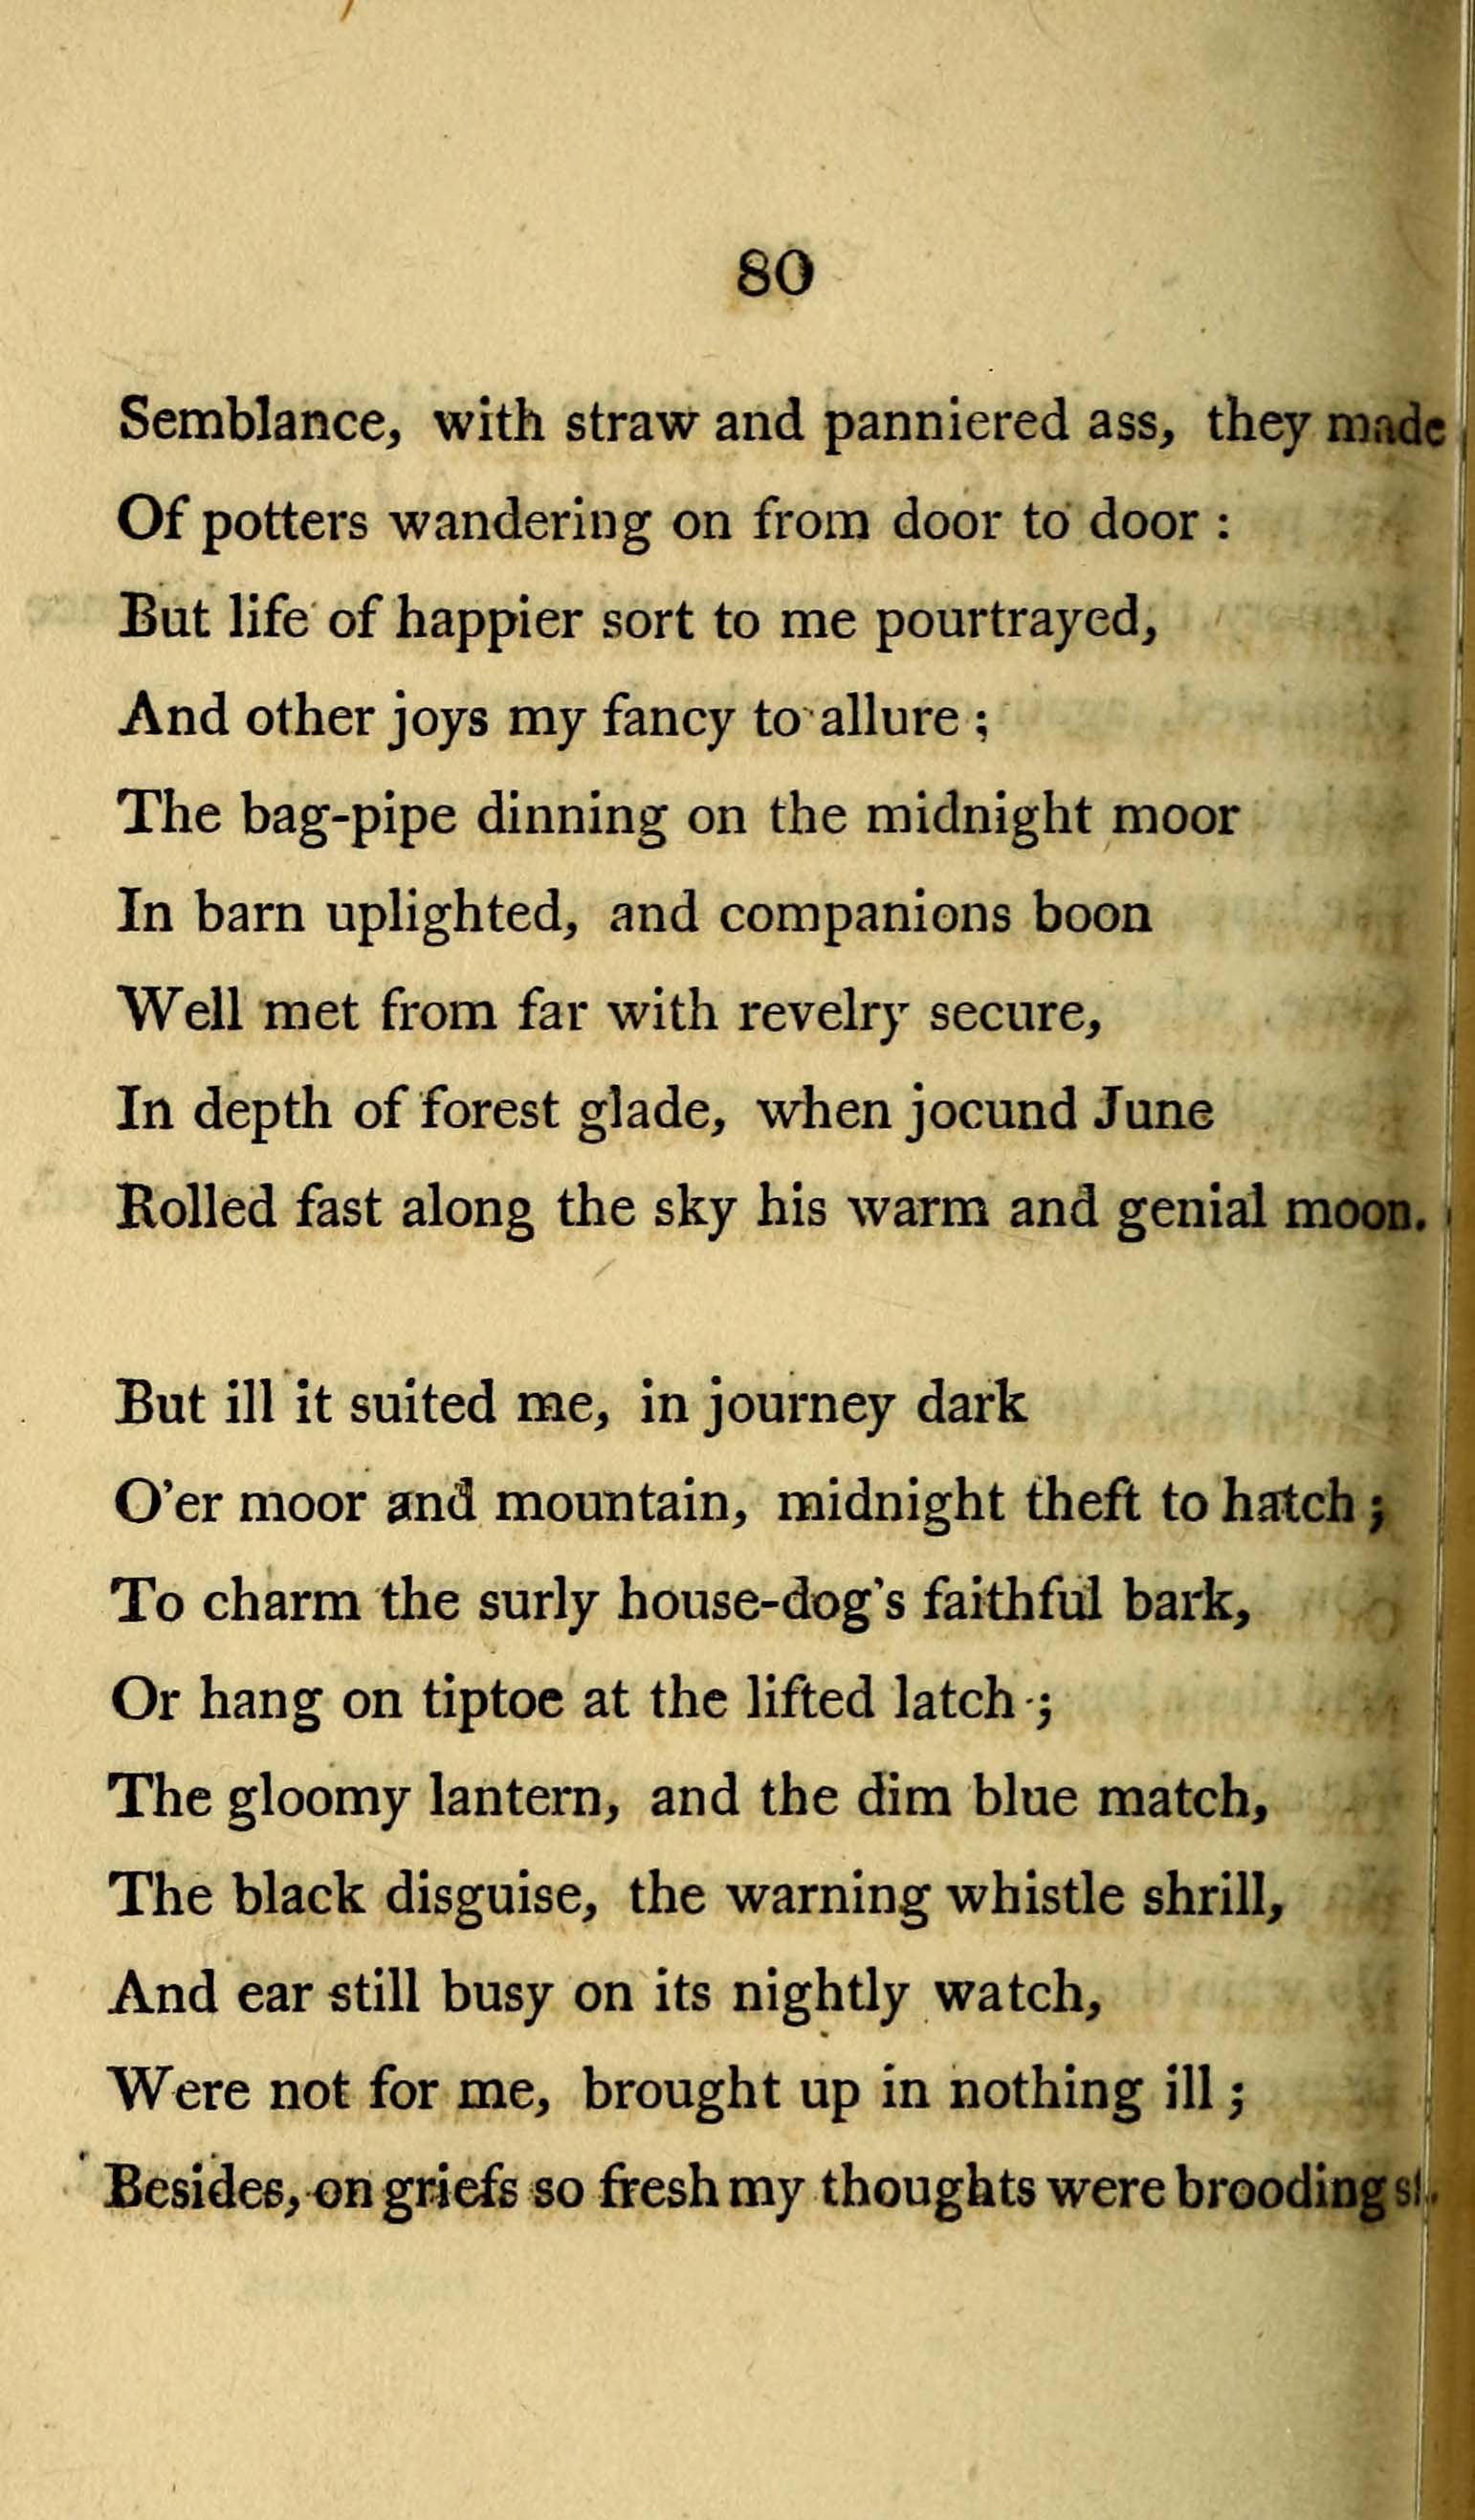 80
Semblance, with straw and panniered ass, they made
Of potters wandering on from door to door :
But life of happier sort to me pourtrayed,
And other joys my fancy to allure ;
The bag-pipe dinning on the midnight moor
In barn uplighted, and companions boon
Well met from far with revelry secure,
In depth of forest glade, when jocund June
Rolled fast along the sky his warm and genial moon.
But ill it suited me, in journey dark
O'er moor and mountain, midnight theft to hatch ;
To charm the surly house-dog's faithful bark,
Or hang on tiptoe at the lifted latch ;
The gloomy lantern, and the dim blue match,
The black disguise, the warning whistle shrill,
And ear still busy on its nightly watch,
Were not for me, brought up in nothing ill ;
Besides, on griefs so fresh my thoughts were brooding